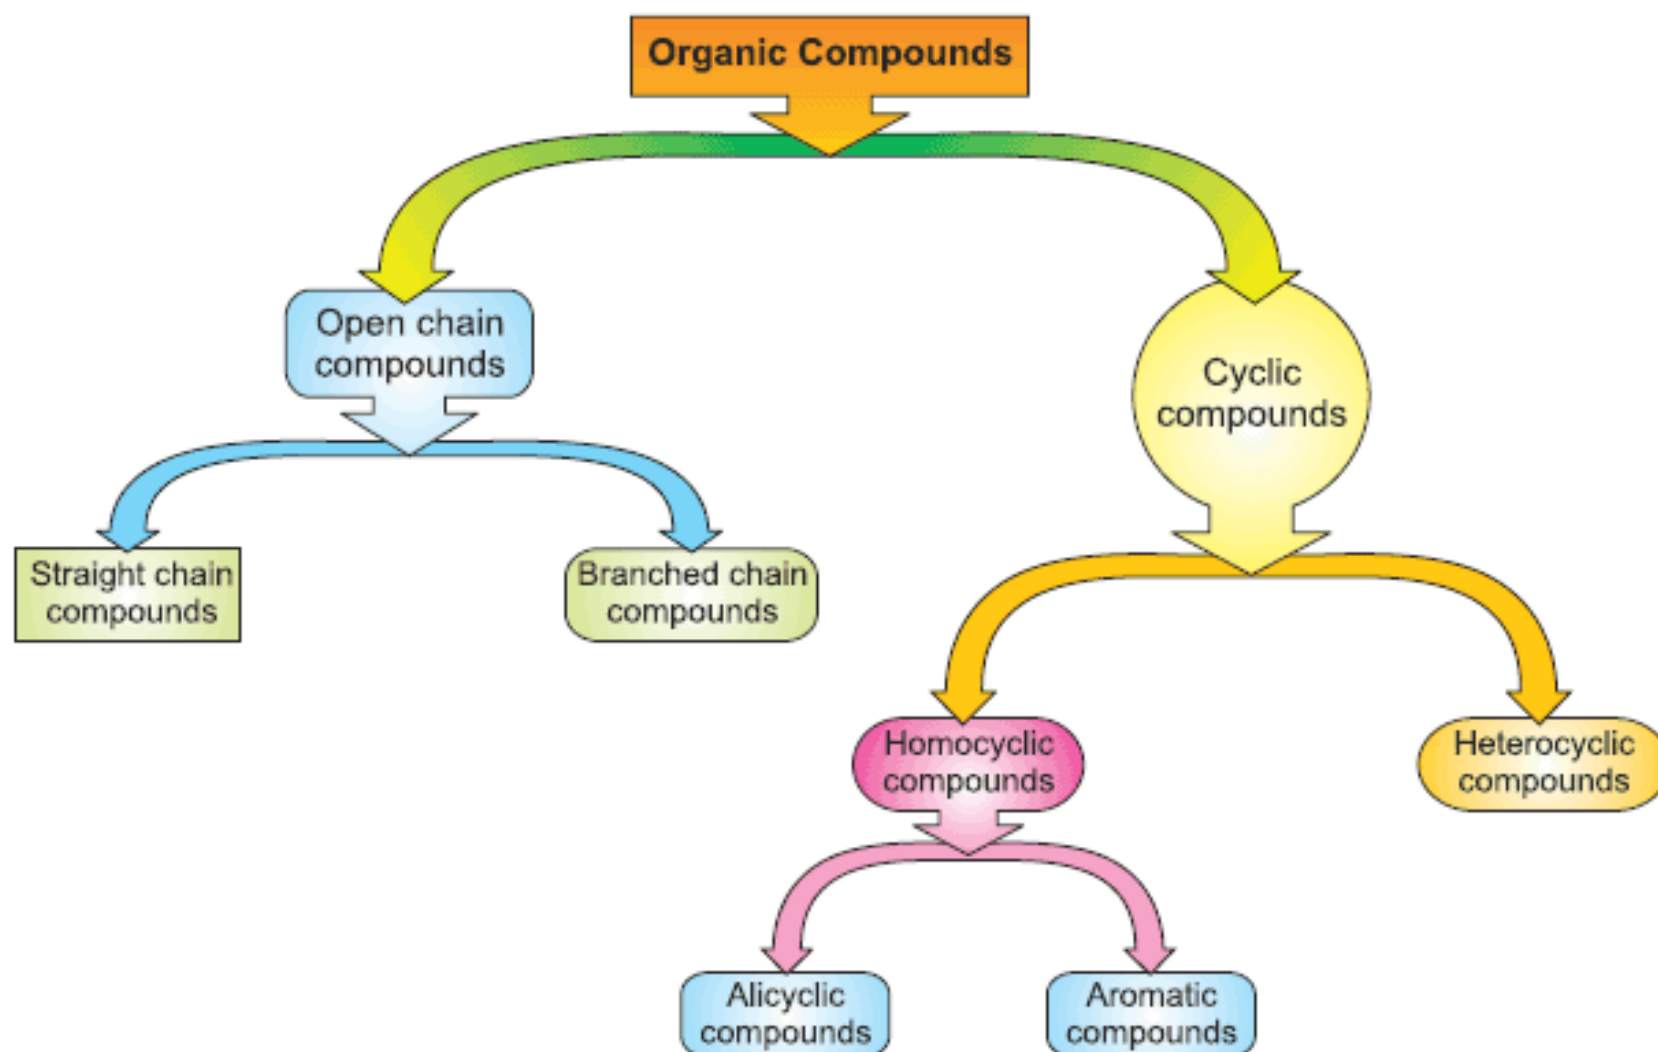 Organic Compounds
Open chain
compounds
Cyclic
compounds
Straight chain
compounds
Branched chain
compounds
Homocyclic
compounds
Heterocyclic
compounds
Alicyclic
compounds
Aromatic
compounds